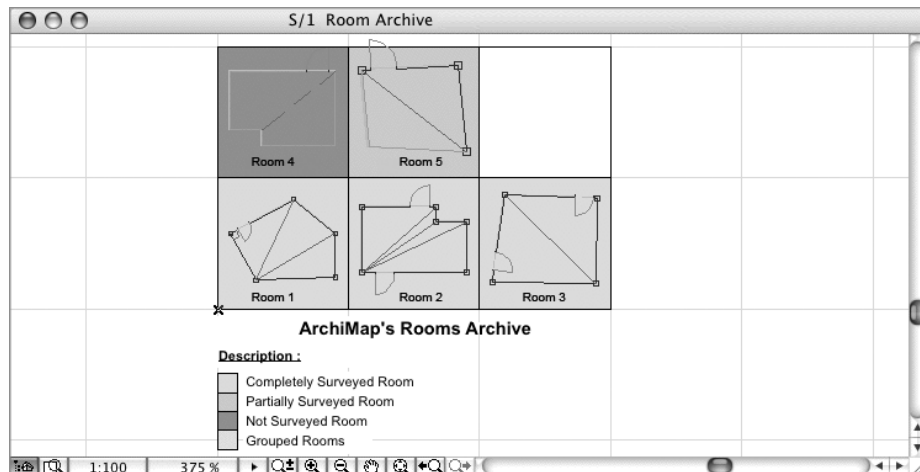 S/1 Room Archive
Room 4
Room 5
Room 1
Room 2
Room 3
ArchiMap's Rooms Archive
Description :
Completely Surveyed Room
Partially Surveyed Room
Not Surveyed Room
Grouped Rooms
1:100
375 %